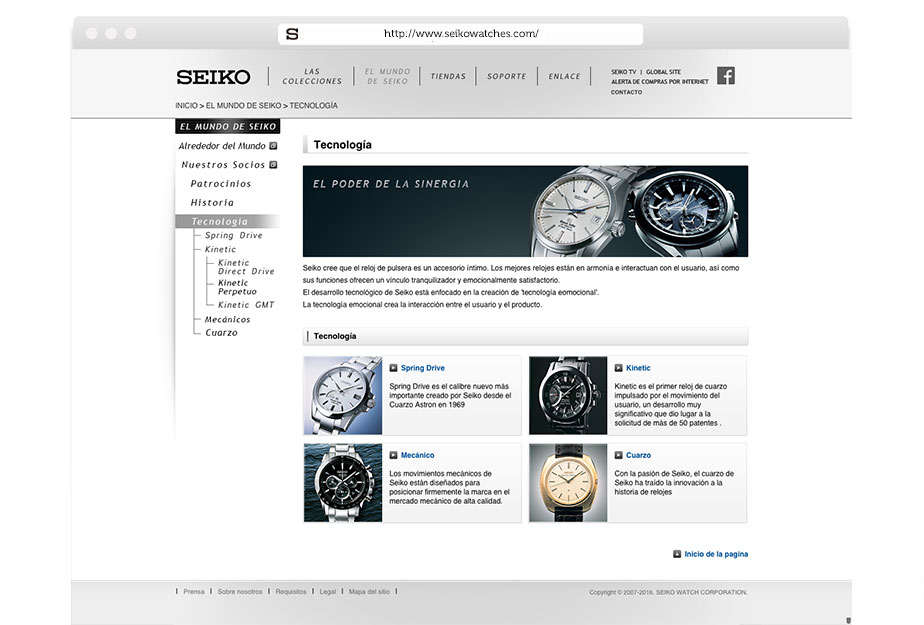 S
http://www.seikowatches.com/
SEIKO
LAS
COLECCIONES
EL MUNDO
DE SEIKO
TIENDAS
SOPORTE
ENLACE
SEIKO TV | GLOBAL SITE
ALERTA DE COMPRAS POR INTERNET
CONTACTO
f
INICIO > EL MUNDO DE SEIKO > TECNOLOGÍA
EL MUNDO DE SEIKO
Alrededor del Mundo
Nuestros Socios
Patrocinios
Historia
Tecnología
Spring Drive
Kinetic
Kinetic
Direct Drive
Kinetic
Perpetuo
Kinetic GMT
Mecánicos
Cuarzo
Tecnología
EL PODER DE LA SINERGIA
Seiko cree que el reloj de pulsera es un accesorio íntimo. Los mejores relojes están en armonía e interactuan con el usuario, así como
sus funciones ofrecen un vínculo tranquilizador y emocionalmente satisfactorio.
El desarrollo tecnológico de Seiko está enfocado en la creación de 'tecnología eomocional'.
La tecnología emocional crea la interacción entre el usuario y el producto.
Tecnología
Spring Drive
Spring Drive es el calibre nuevo más
importante creado por Seiko desde el
Cuarzo Astron en 1969
Kinetic
Kinetic es el primer reloj de cuarzo
impulsado por el movimiento del
usuario, un desarrollo muy
significativo que dio lugar a la
solicitud de más de 50 patentes .
Mecánico
Los movimientos mecánicos de
Seiko están diseñados para
posicionar firmemente la marca en el
mercado mecánico de alta calidad.
Cuarzo
Con la pasión de Seiko, el cuarzo de
Seiko ha traído la innovación a la
historia de relojes
Inicio de la pagina
Prensa | Sobre nosotros | Requisitos | Legal | Mapa del sitio |
Copyright © 2007-2016, SEIKO WATCH CORPORATION.